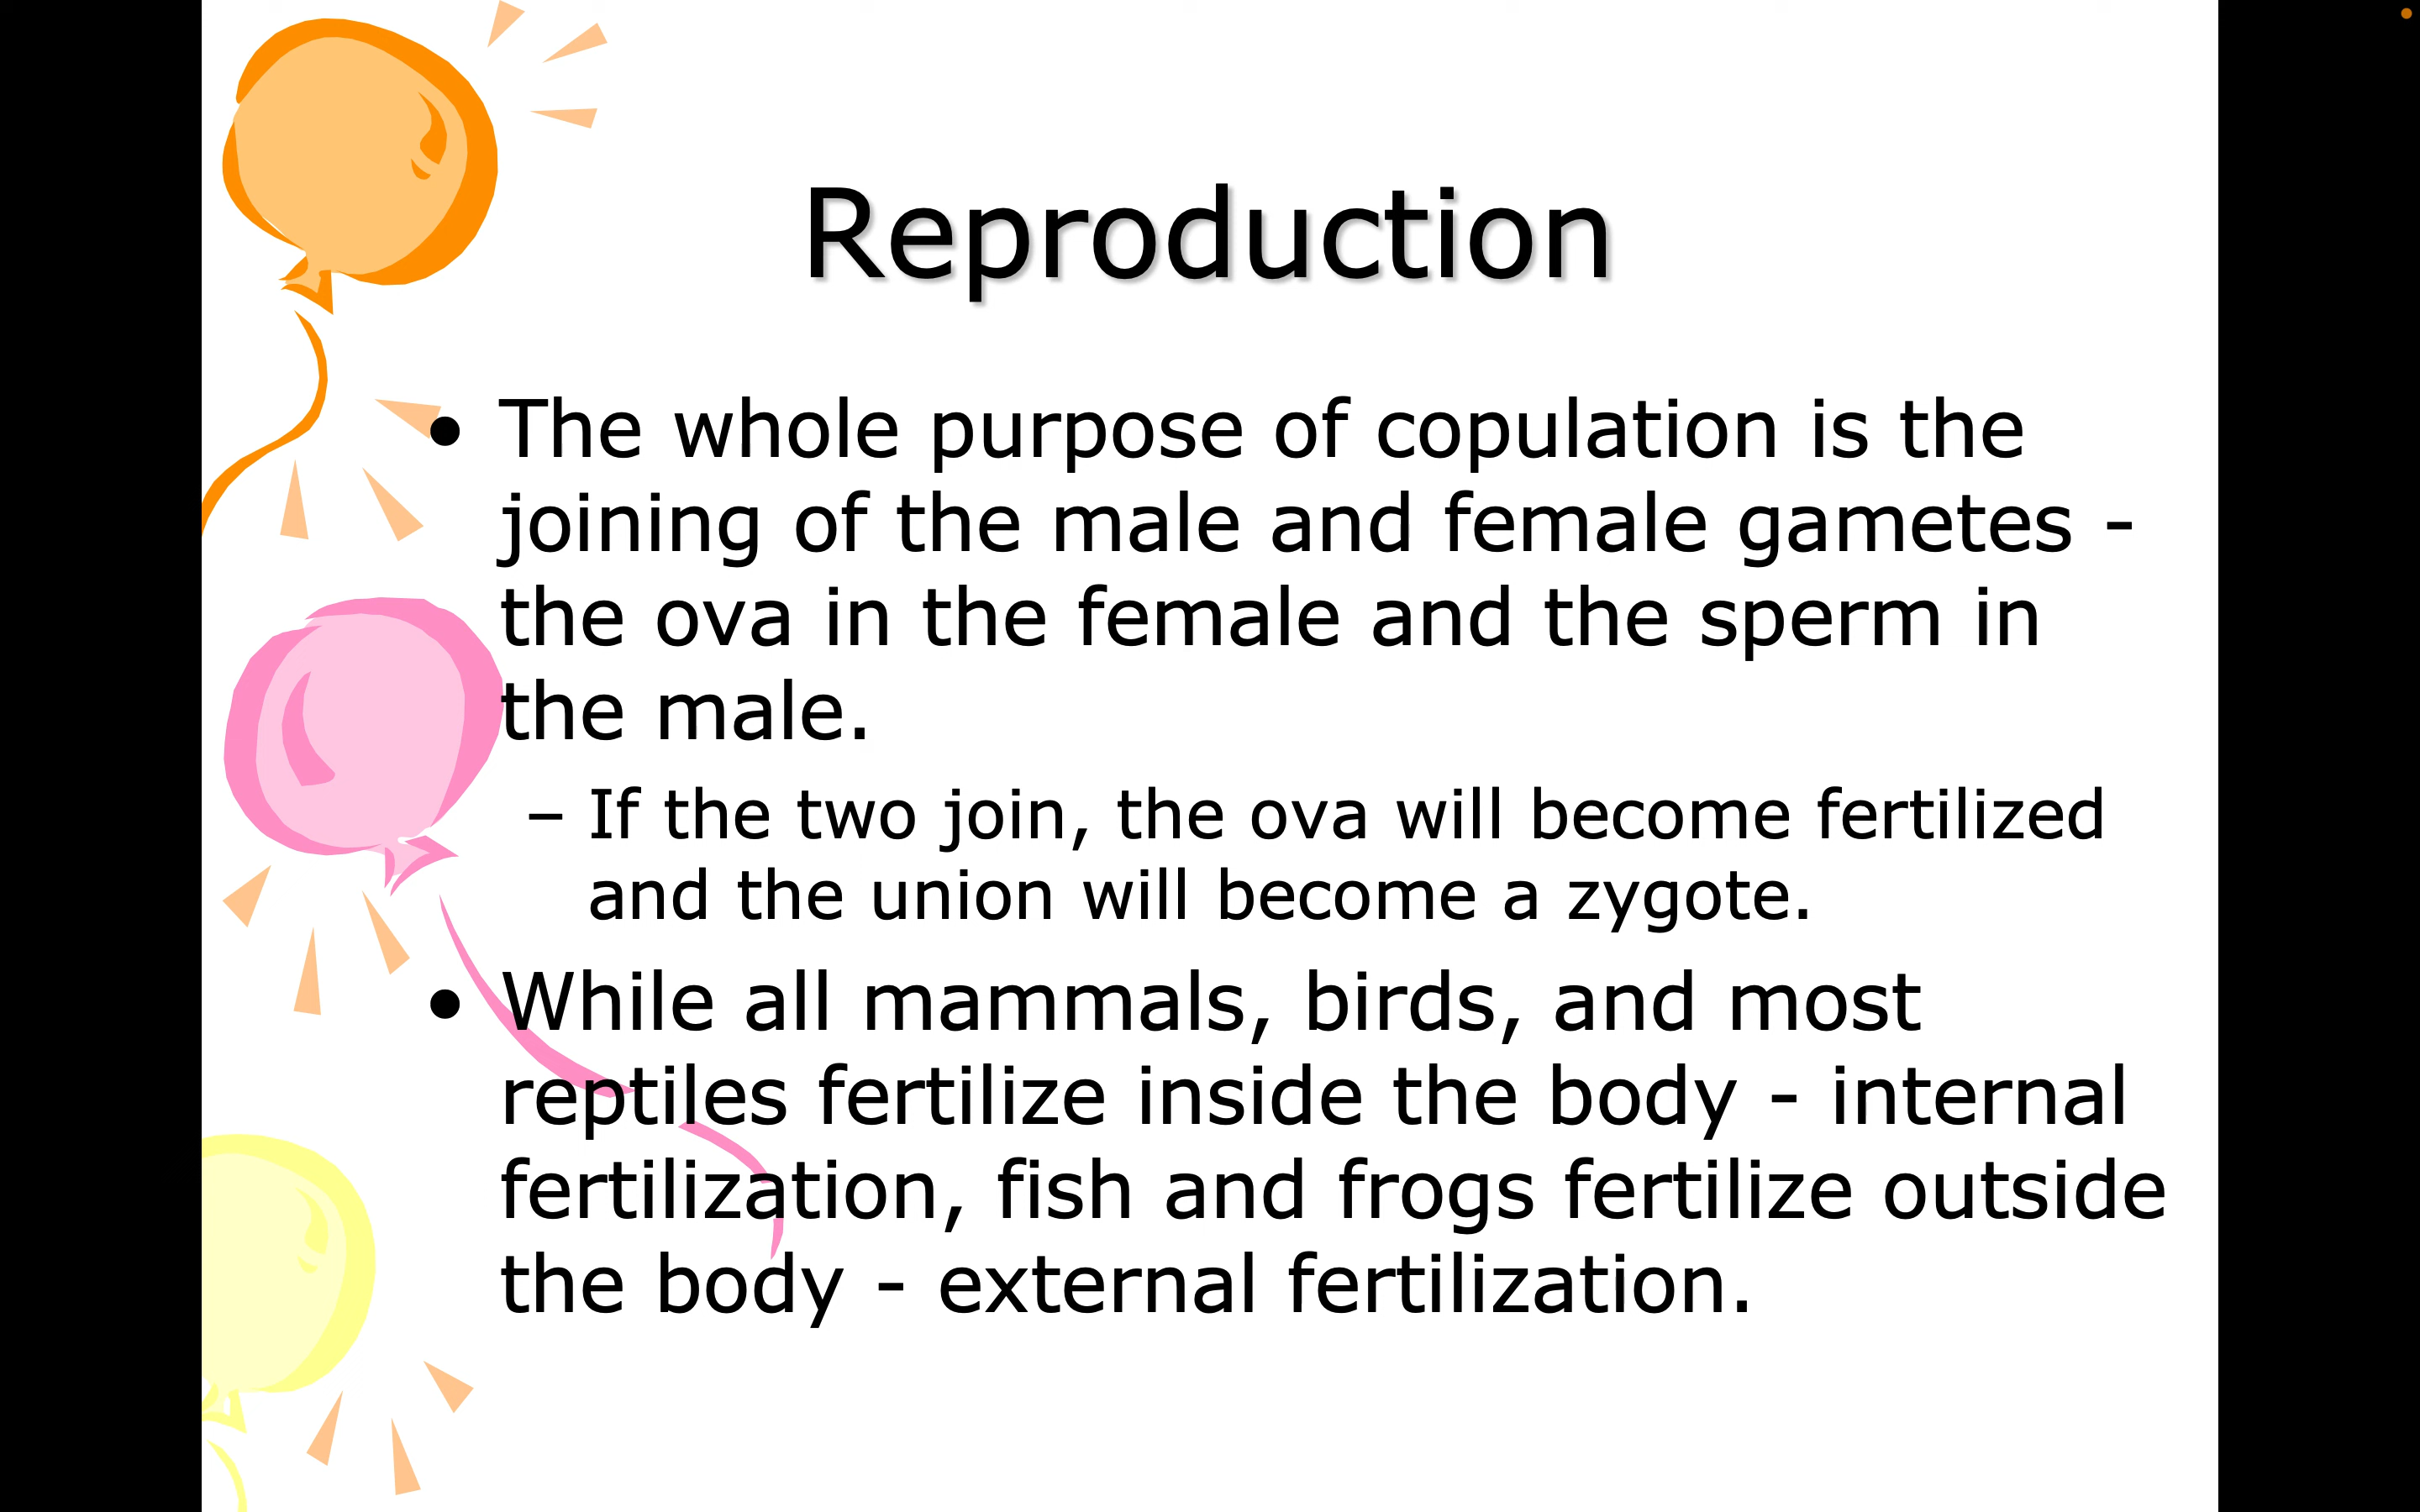 Reproduction
• The whole purpose of copulation is the
joining of the male and female gametes -
the ova in the female and the sperm in
the male.
– If the two join, the ova will become fertilized
and the union will become a zygote.
• While all mammals, birds, and most
reptiles fertilize inside the body - internal
fertilization, fish and frogs fertilize outside
the body - external fertilization.